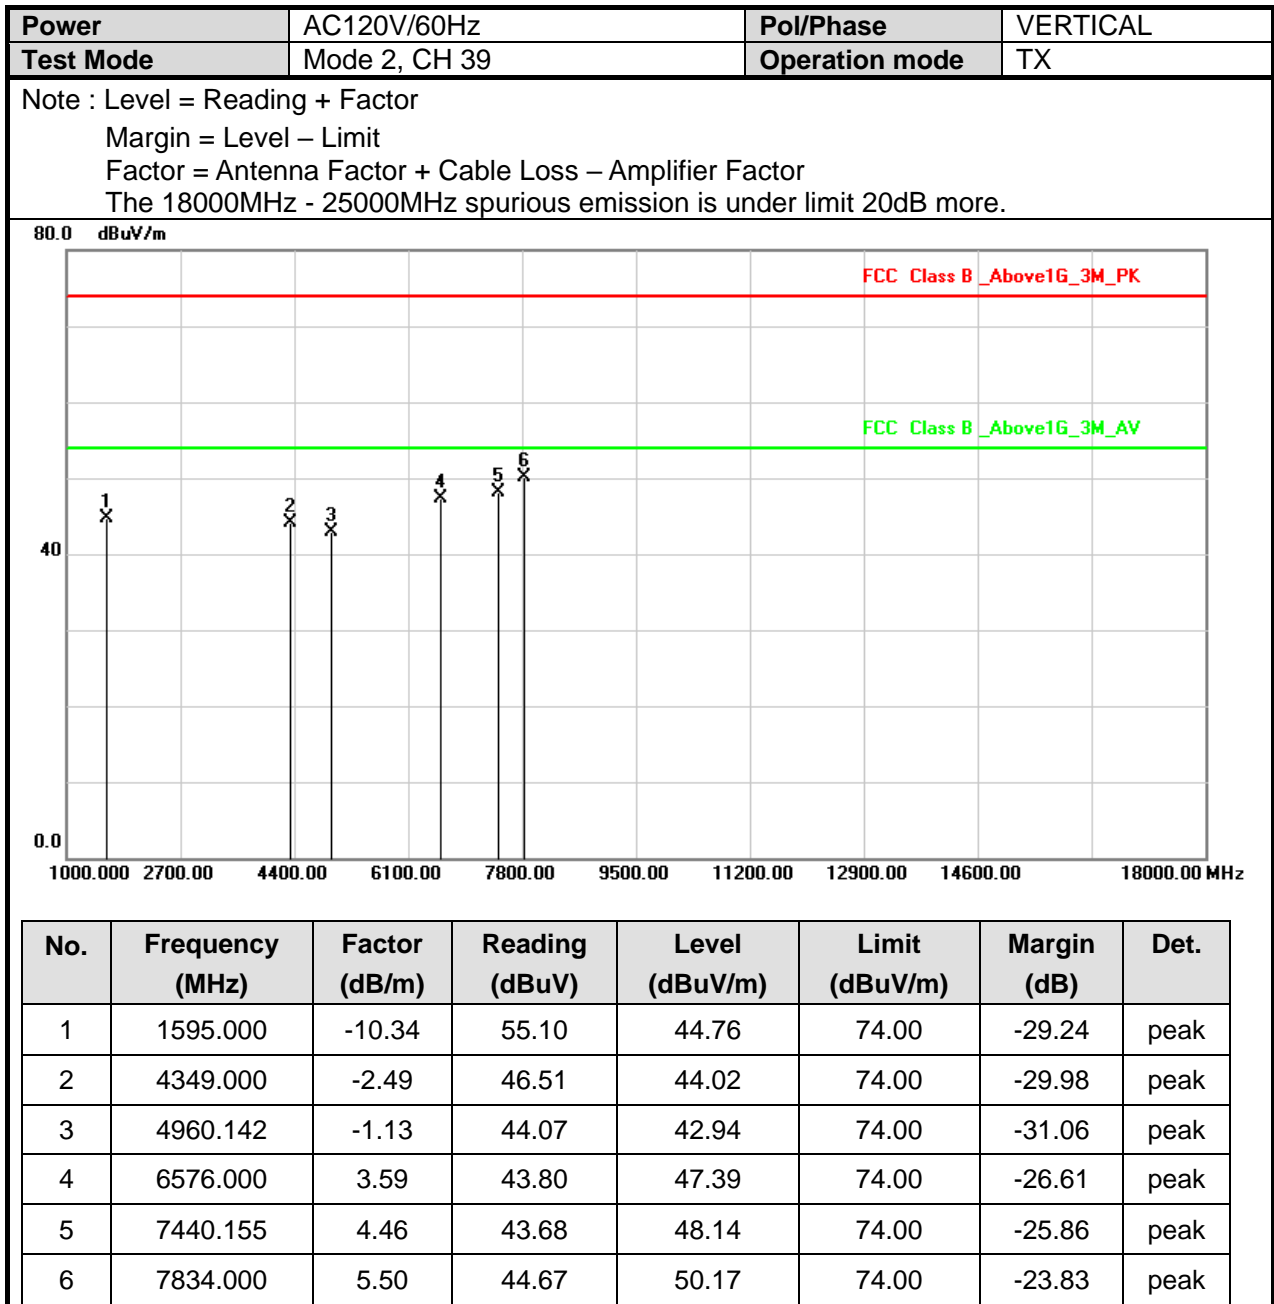 Power AC120V/60Hz Pol/Phase VERTICAL
Test Mode Mode 2, CH 39 Operation mode TX
Note : Level = Reading + Factor
Margin = Level – Limit
Factor = Antenna Factor + Cable Loss – Amplifier Factor
The 18000MHz - 25000MHz spurious emission is under limit 20dB more.
80.0 dBuV/m
FCC Class B _Above1G_3M_PK
FCC Class B _Above1G_3M_AV
1 2 3 4 5 6
40
0.0
1000.000 2700.00 4400.00 6100.00 7800.00 9500.00 11200.00 12900.00 14600.00 18000.00 MHz
No. Frequency Factor Reading Level Limit Margin Det.
(MHz) (dB/m) (dBuV) (dBuV/m) (dBuV/m) (dB)
1 1595.000 -10.34 55.10 44.76 74.00 -29.24 peak
2 4349.000 -2.49 46.51 44.02 74.00 -29.98 peak
3 4960.142 -1.13 44.07 42.94 74.00 -31.06 peak
4 6576.000 3.59 43.80 47.39 74.00 -26.61 peak
5 7440.155 4.46 43.68 48.14 74.00 -25.86 peak
6 7834.000 5.50 44.67 50.17 74.00 -23.83 peak